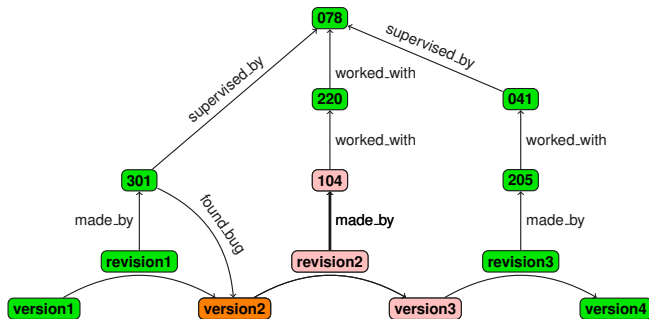 078
supervised_by
supervised_by
worked_with
220
041
worked_with
worked_with
301
104
205
found_bug
made_by
made_by
made_by
revision1
revision2
revision3
version1
version2
version3
version4